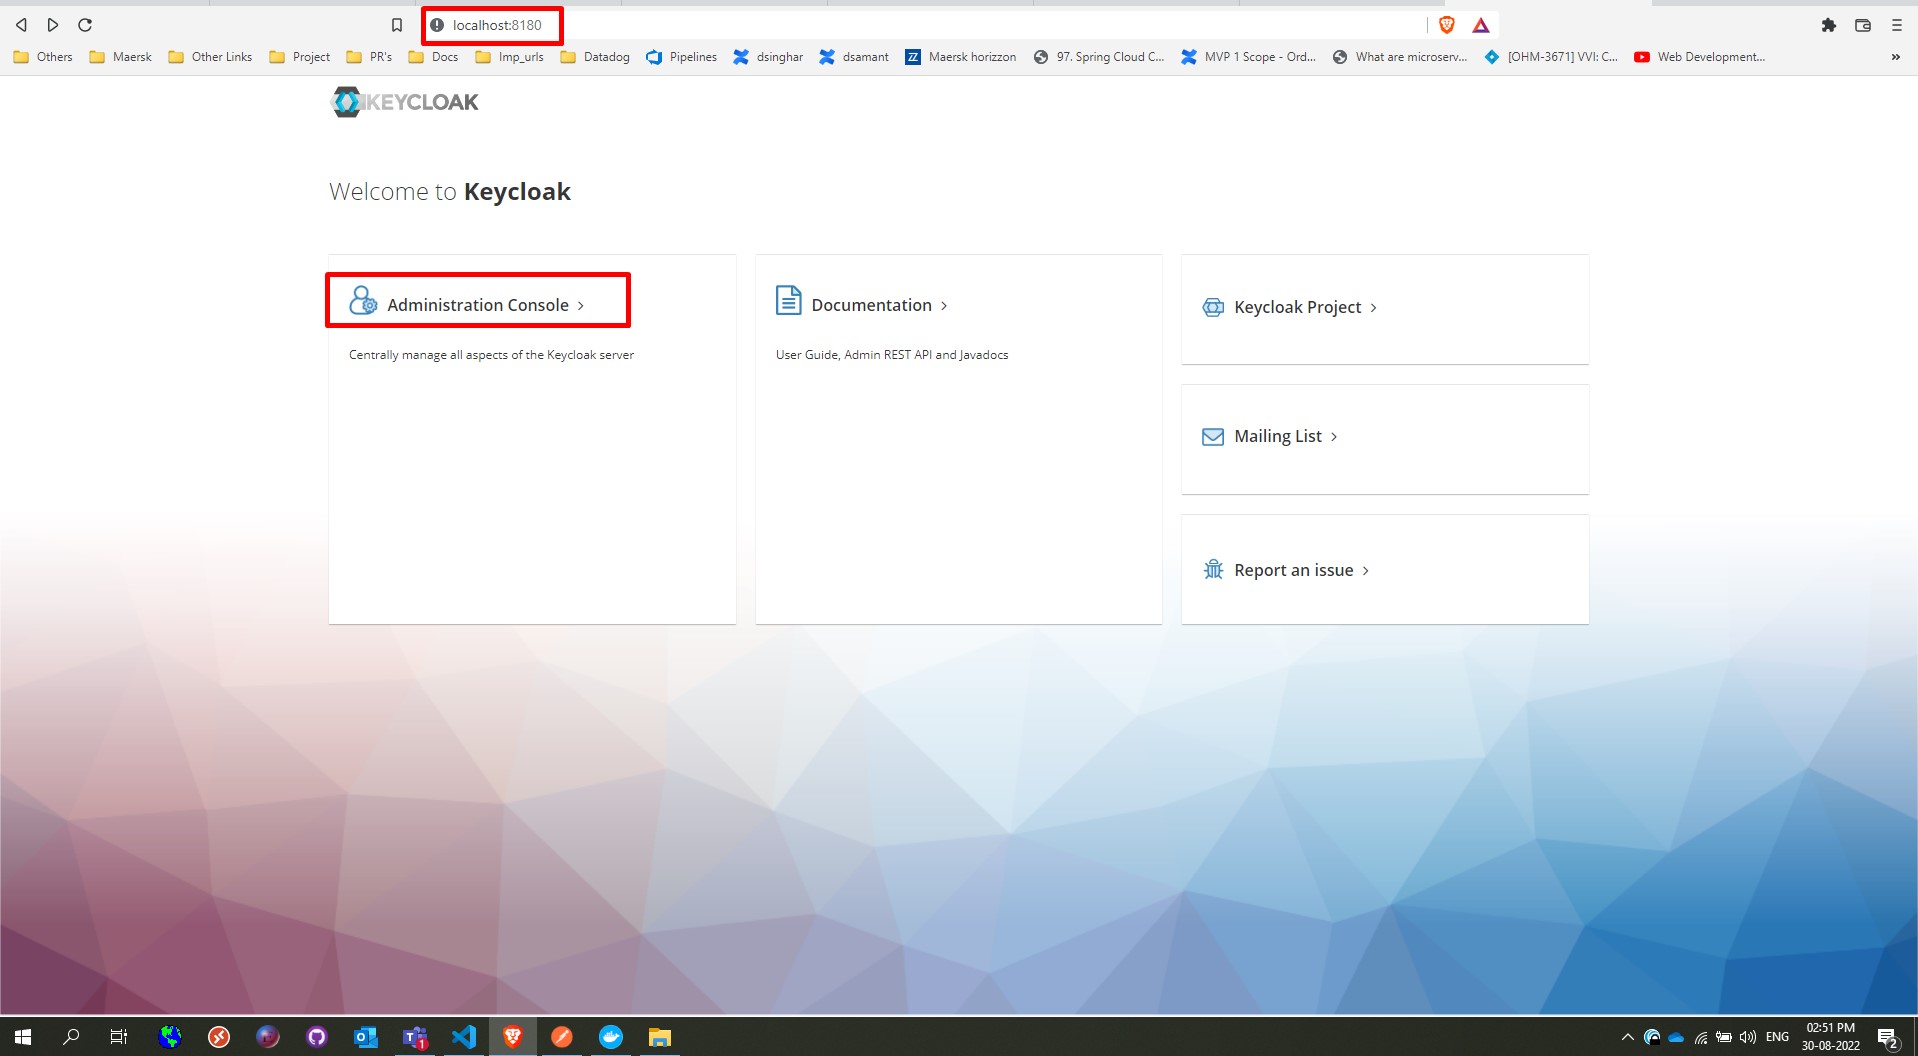 localhost:8180
Others Maersk Other Links Project PR's Docs Imp_urls Datadog Pipelines dsinghar dsamant Maersk horizzon 97. Spring Cloud C... MVP 1 Scope - Ord... What are microserv... [OHM-3671] VVI: C... Web Development... »
KEYCLOAK
Welcome to Keycloak
Administration Console
Centrally manage all aspects of the Keycloak server
Documentation
User Guide, Admin REST API and Javadocs
Keycloak Project
Mailing List
Report an issue
ENG
02:51 PM
30-08-2022
1
2